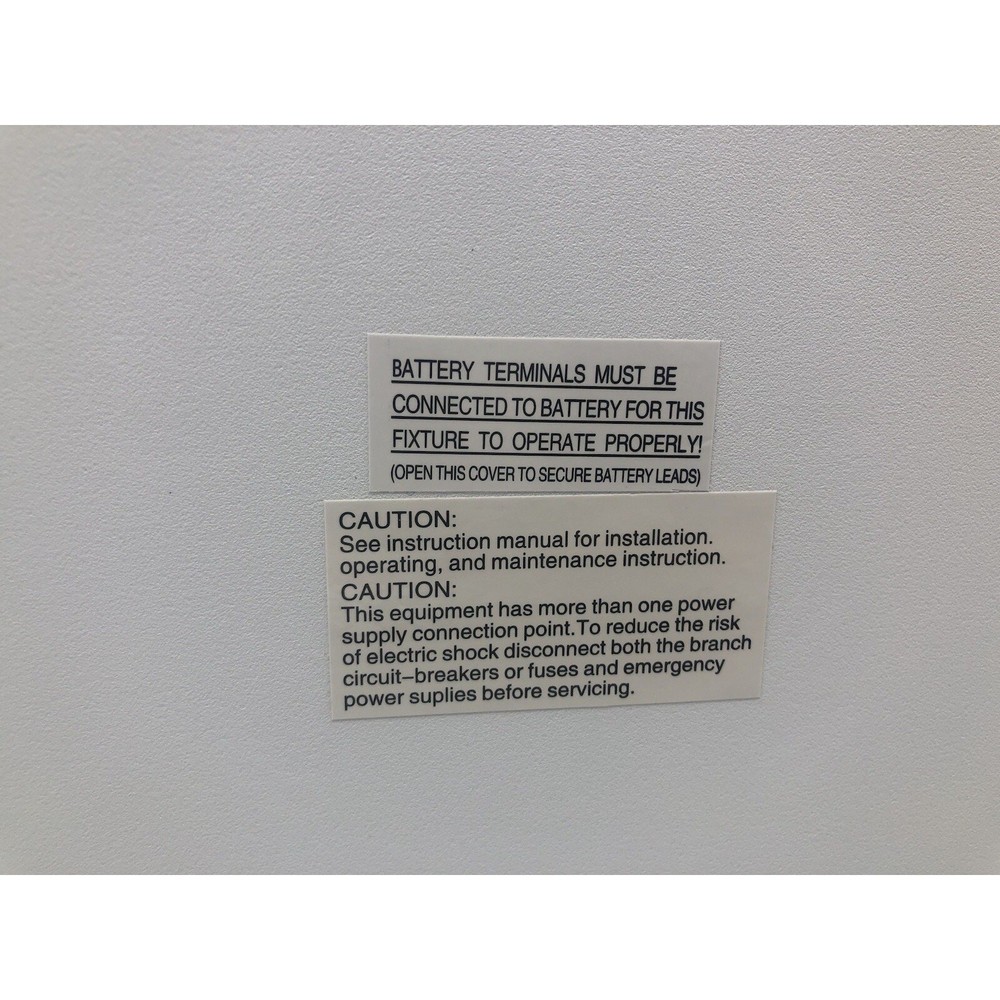 BATTERY TERMINALS MUST BE
CONNECTED TO BATTERY FOR THIS
FIXTURE TO OPERATE PROPERLY!
(OPEN THIS COVER TO SECURE BATTERY LEADS)
CAUTION:
See instruction manual for installation.
operating, and maintenance instruction.
CAUTION:
This equipment has more than one power
supply connection point.To reduce the risk
of electric shock disconnect both the branch
circuit–breakers or fuses and emergency
power suplies before servicing.